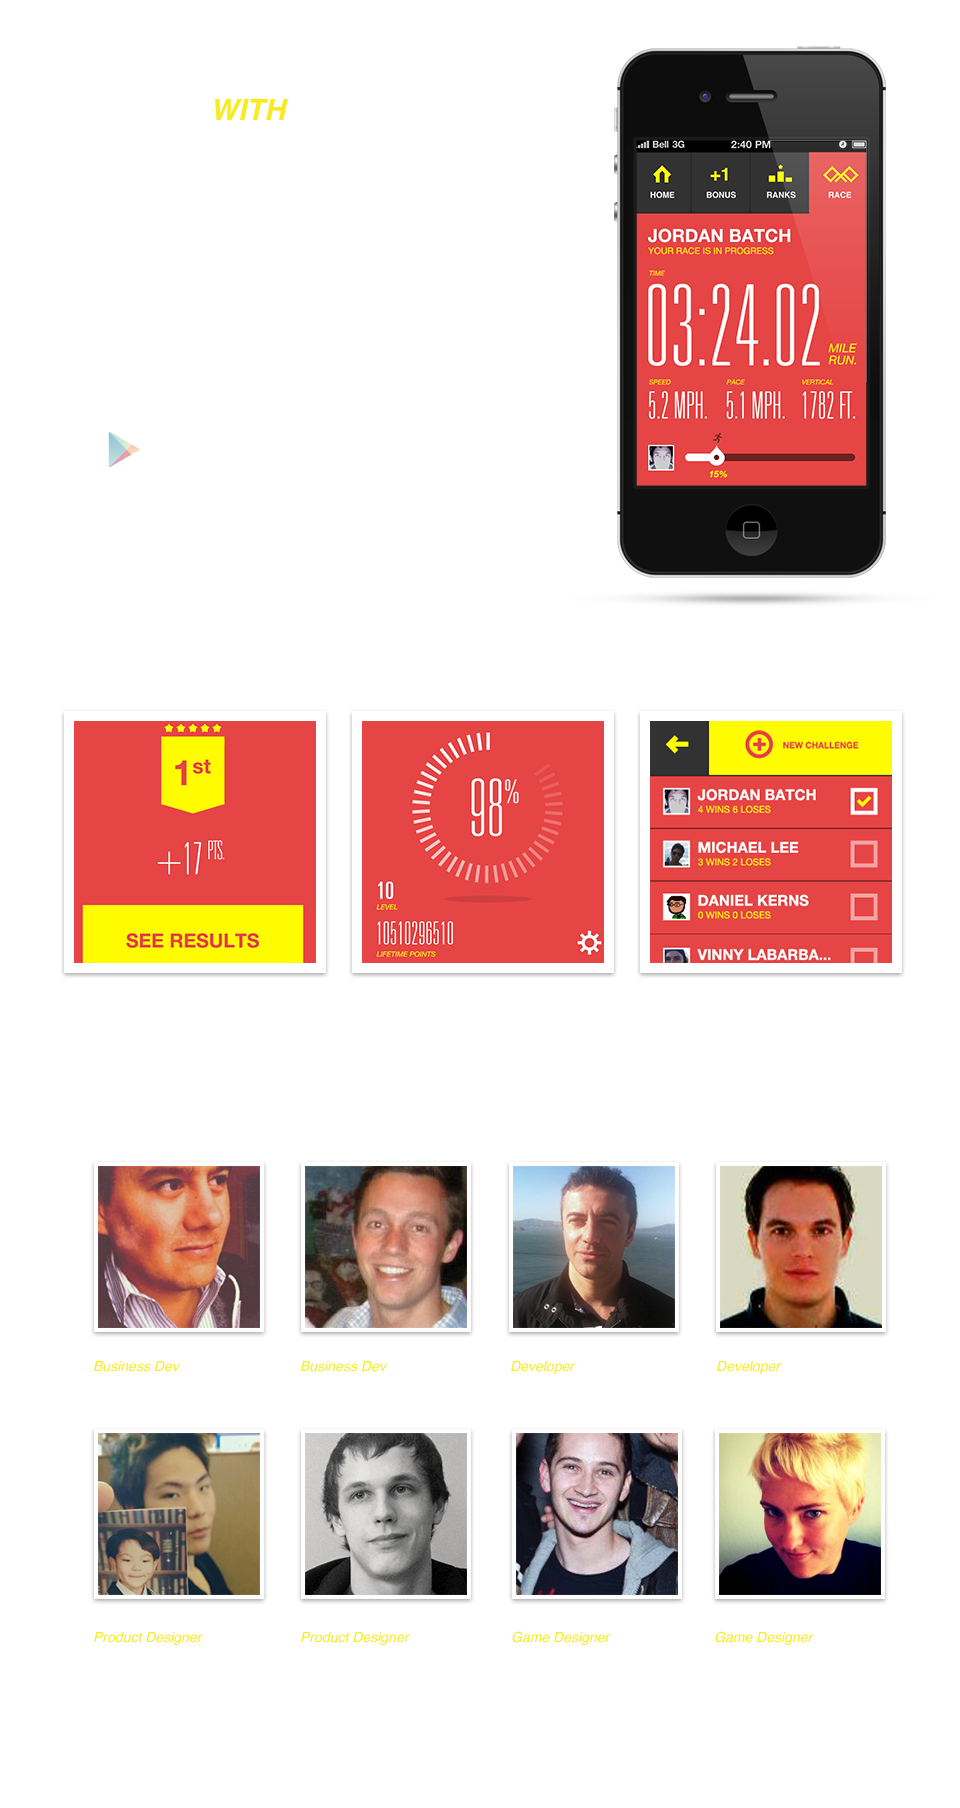 WITH
Bell 3G 2:40 PM
HOME +1 BONUS RANKS RACE
JORDAN BATCH
YOUR RACE IS IN PROGRESS
TIME
03:24.02
MILE
RUN.
SPEED PACE VERTICAL
5.2 MPH. 5.1 MPH. 1782 FT.
15%
1st
+17 PTS.
SEE RESULTS
98%
10
LEVEL
10510296510
LIFETIME POINTS
NEW CHALLENGE
JORDAN BATCH
4 WINS 6 LOSES
MICHAEL LEE
3 WINS 2 LOSES
DANIEL KERNS
0 WINS 0 LOSES
VINNY LABARBA...
Business Dev
Business Dev
Developer
Developer
Product Designer
Product Designer
Game Designer
Game Designer